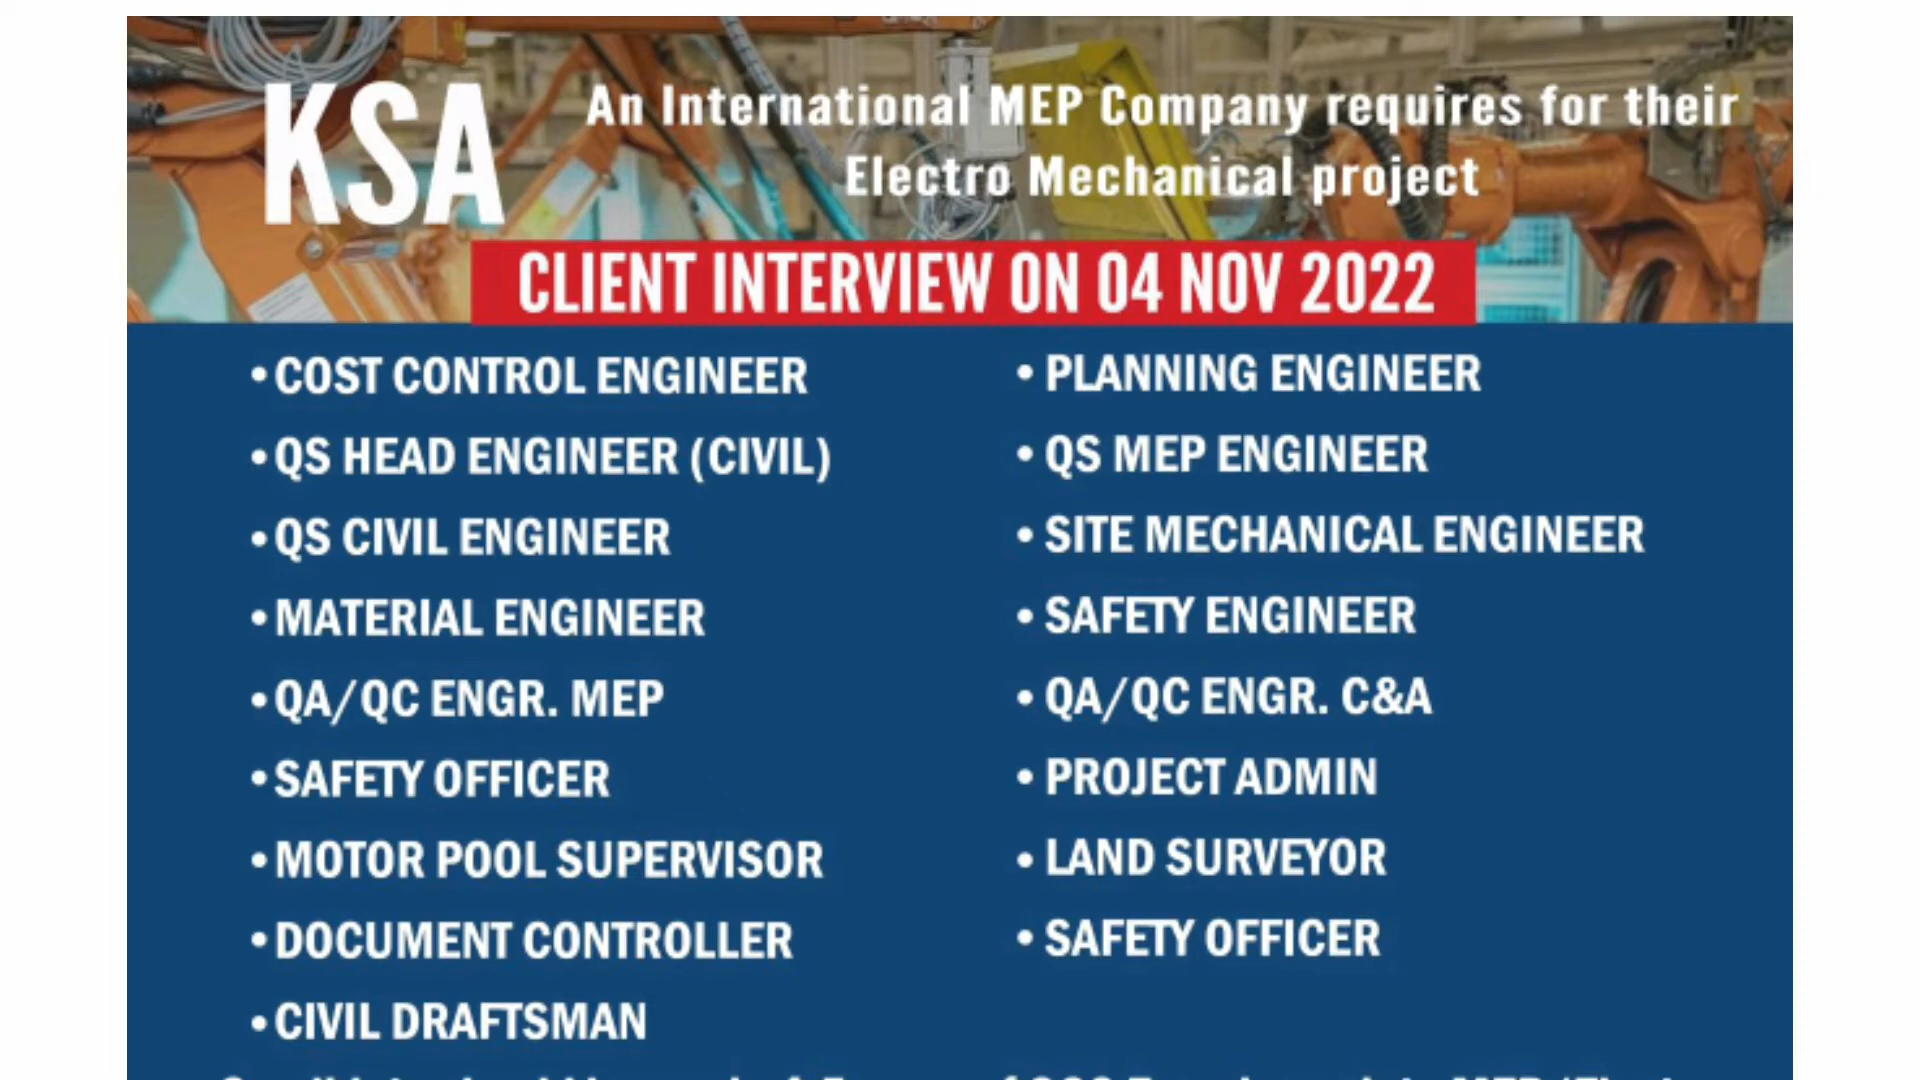 KSA
An International MEP Company requires for their
Electro Mechanical project
CLIENT INTERVIEW ON 04 NOV 2022
• COST CONTROL ENGINEER
• QS HEAD ENGINEER (CIVIL)
• QS CIVIL ENGINEER
• MATERIAL ENGINEER
• QA/QC ENGR. MEP
• SAFETY OFFICER
• MOTOR POOL SUPERVISOR
• DOCUMENT CONTROLLER
• CIVIL DRAFTSMAN
• PLANNING ENGINEER
• QS MEP ENGINEER
• SITE MECHANICAL ENGINEER
• SAFETY ENGINEER
• QA/QC ENGR. C&A
• PROJECT ADMIN
• LAND SURVEYOR
• SAFETY OFFICER